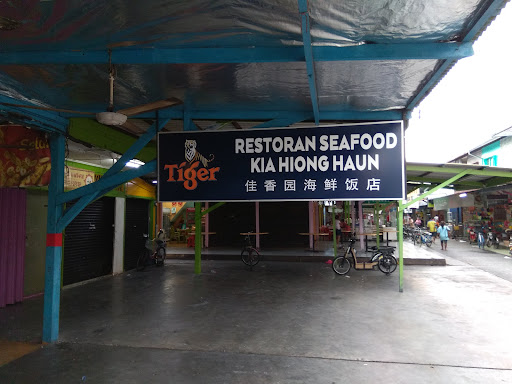 Tiger
RESTORAN SEAFOOD
KIA HIONG HAUN
佳香园海鲜饭店